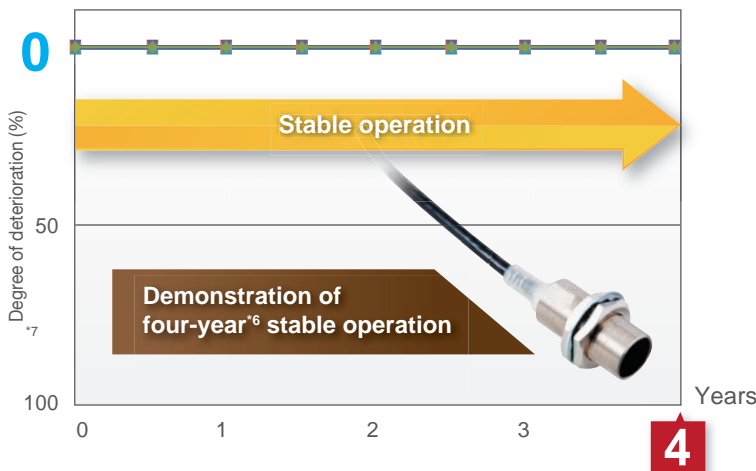 0
Degree of deterioration (%)
*7
Stable operation
50
Demonstration of
four-year*6 stable operation
100
Years
0 1 2 3 4